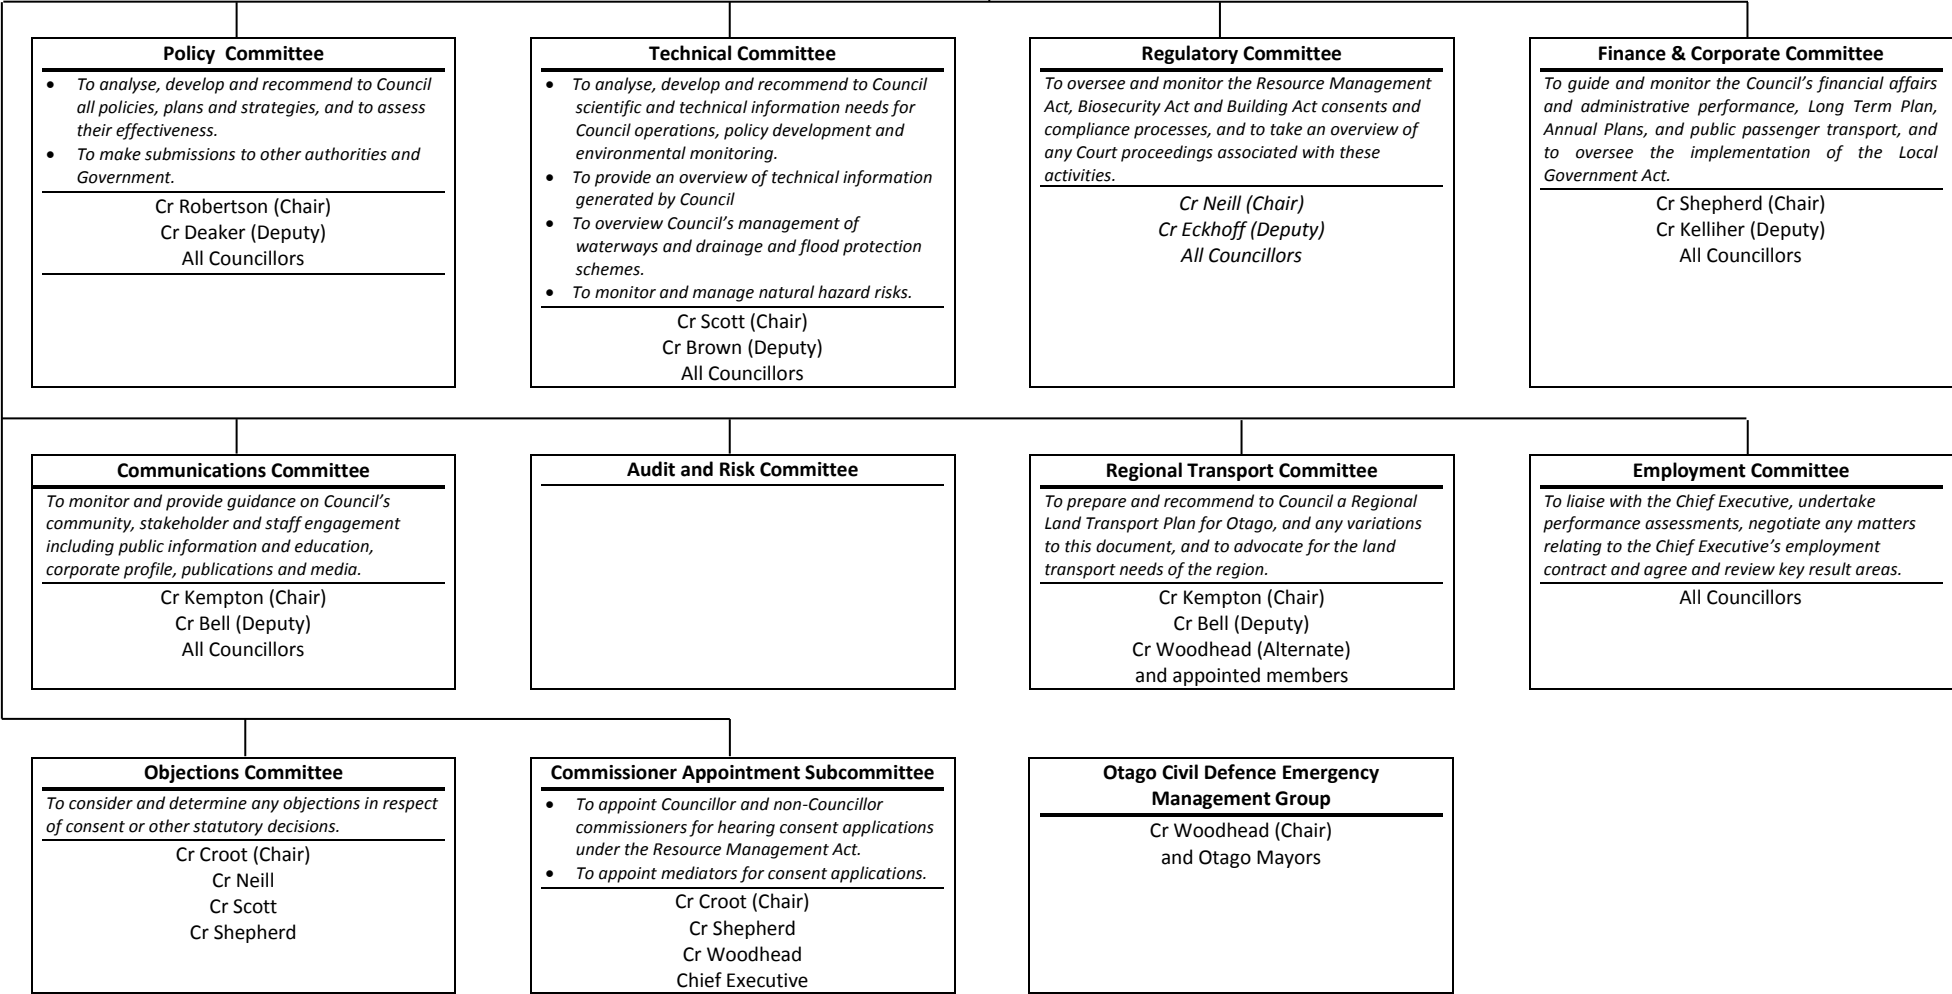 Policy  Committee
• To analyse, develop and recommend to Council
all policies, plans and strategies, and to assess
their effectiveness.
• To make submissions to other authorities and
Government.
Cr Robertson (Chair)
Cr Deaker (Deputy)
All Councillors
Technical Committee
• To analyse, develop and recommend to Council
scientific and technical information needs for
Council operations, policy development and
environmental monitoring.
• To provide an overview of technical information
generated by Council
• To overview Council’s management of
waterways and drainage and flood protection
schemes.
• To monitor and manage natural hazard risks.
Cr Scott (Chair)
Cr Brown (Deputy)
All Councillors
Regulatory Committee
To oversee and monitor the Resource Management
Act, Biosecurity Act and Building Act consents and
compliance processes, and to take an overview of
any Court proceedings associated with these
activities.
Cr Neill (Chair)
Cr Eckhoff (Deputy)
All Councillors
Finance & Corporate Committee
To guide and monitor the Council’s financial affairs
and administrative performance, Long Term Plan,
Annual Plans, and public passenger transport, and
to oversee the implementation of the Local
Government Act.
Cr Shepherd (Chair)
Cr Kelliher (Deputy)
All Councillors
Communications Committee
To monitor and provide guidance on Council’s
community, stakeholder and staff engagement
including public information and education,
corporate profile, publications and media.
Cr Kempton (Chair)
Cr Bell (Deputy)
All Councillors
Audit and Risk Committee
Regional Transport Committee
To prepare and recommend to Council a Regional
Land Transport Plan for Otago, and any variations
to this document, and to advocate for the land
transport needs of the region.
Cr Kempton (Chair)
Cr Bell (Deputy)
Cr Woodhead (Alternate)
and appointed members
Employment Committee
To liaise with the Chief Executive, undertake
performance assessments, negotiate any matters
relating to the Chief Executive’s employment
contract and agree and review key result areas.
All Councillors
Objections Committee
To consider and determine any objections in respect
of consent or other statutory decisions.
Cr Croot (Chair)
Cr Neill
Cr Scott
Cr Shepherd
Commissioner Appointment Subcommittee
• To appoint Councillor and non-Councillor
commissioners for hearing consent applications
under the Resource Management Act.
• To appoint mediators for consent applications.
Cr Croot (Chair)
Cr Shepherd
Cr Woodhead
Chief Executive
Otago Civil Defence Emergency
Management Group
Cr Woodhead (Chair)
and Otago Mayors